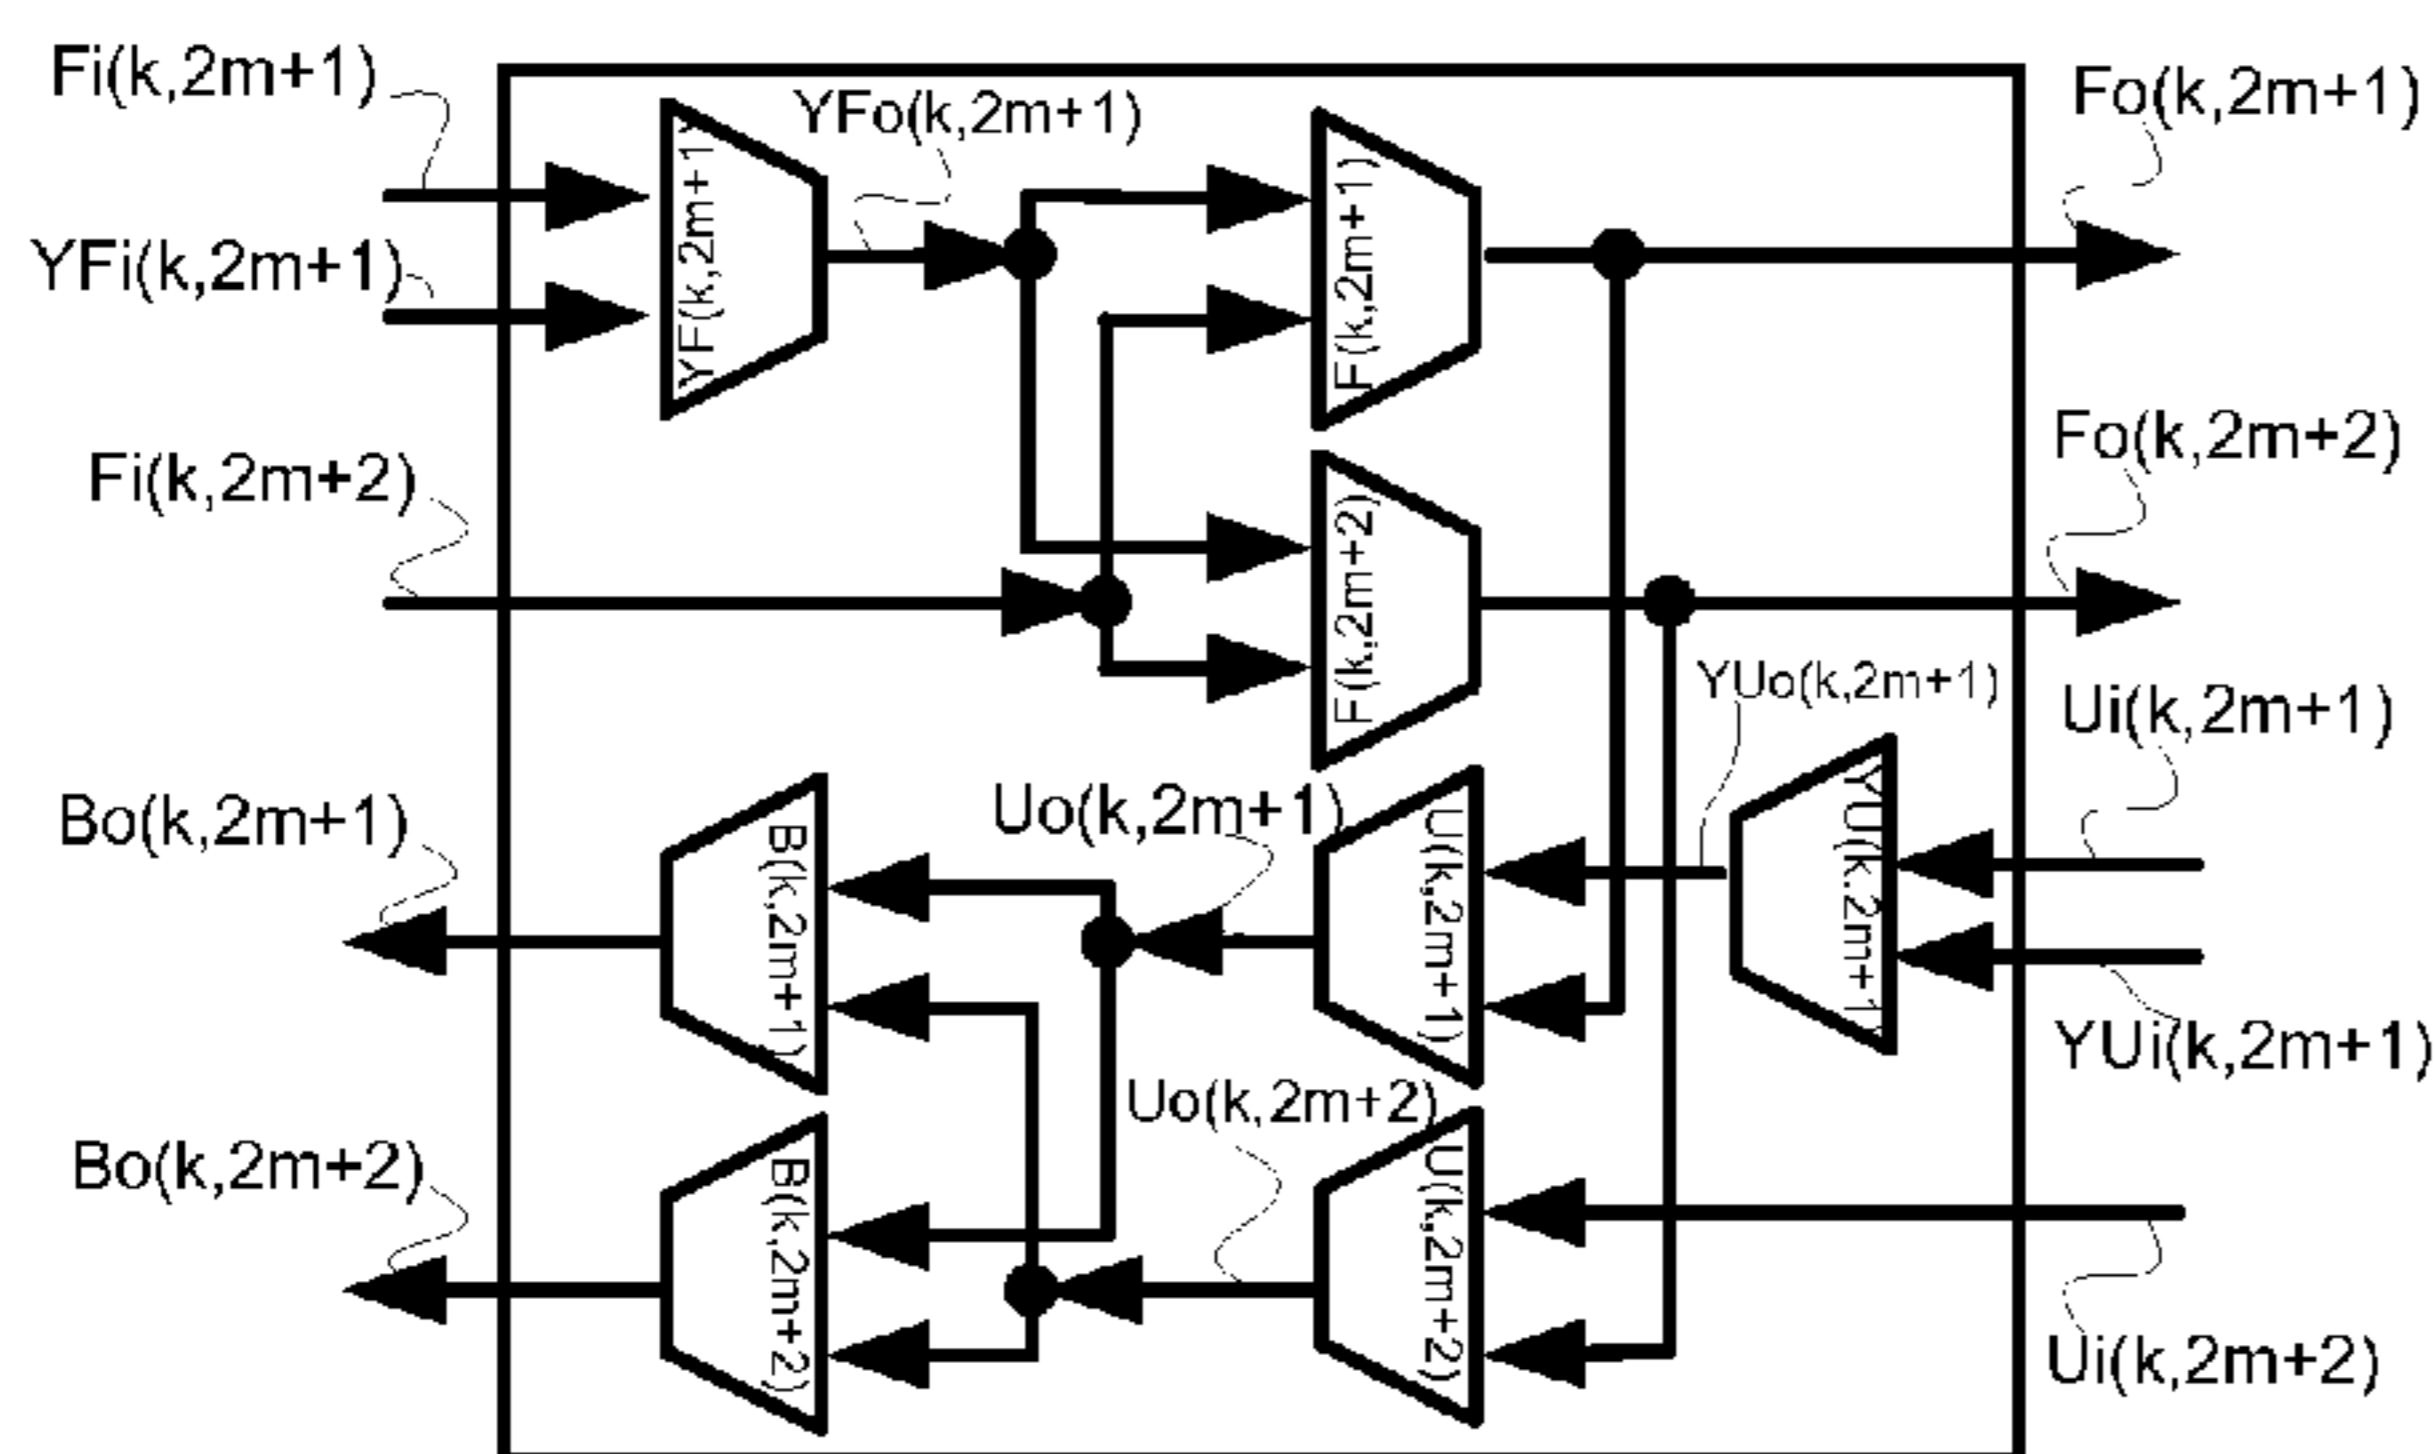 Fi(k,2m+1)
YFo(k,2m+1)
Fo(k,2m+1)
YF(k,2m+1)
F(k,2m+1)
YFi(k,2m+1)
Fi(k,2m+2)
Fo(k,2m+2)
F(k,2m+2)
YUo(k,2m+1)
Ui(k,2m+1)
Bo(k,2m+1)
B(k,2m+1)
Uo(k,2m+1)
U(k,2m+1)
YU(k,2m+1)
YUi(k,2m+1)
Uo(k,2m+2)
Bo(k,2m+2)
B(k,2m+2)
U(k,2m+2)
Ui(k,2m+2)